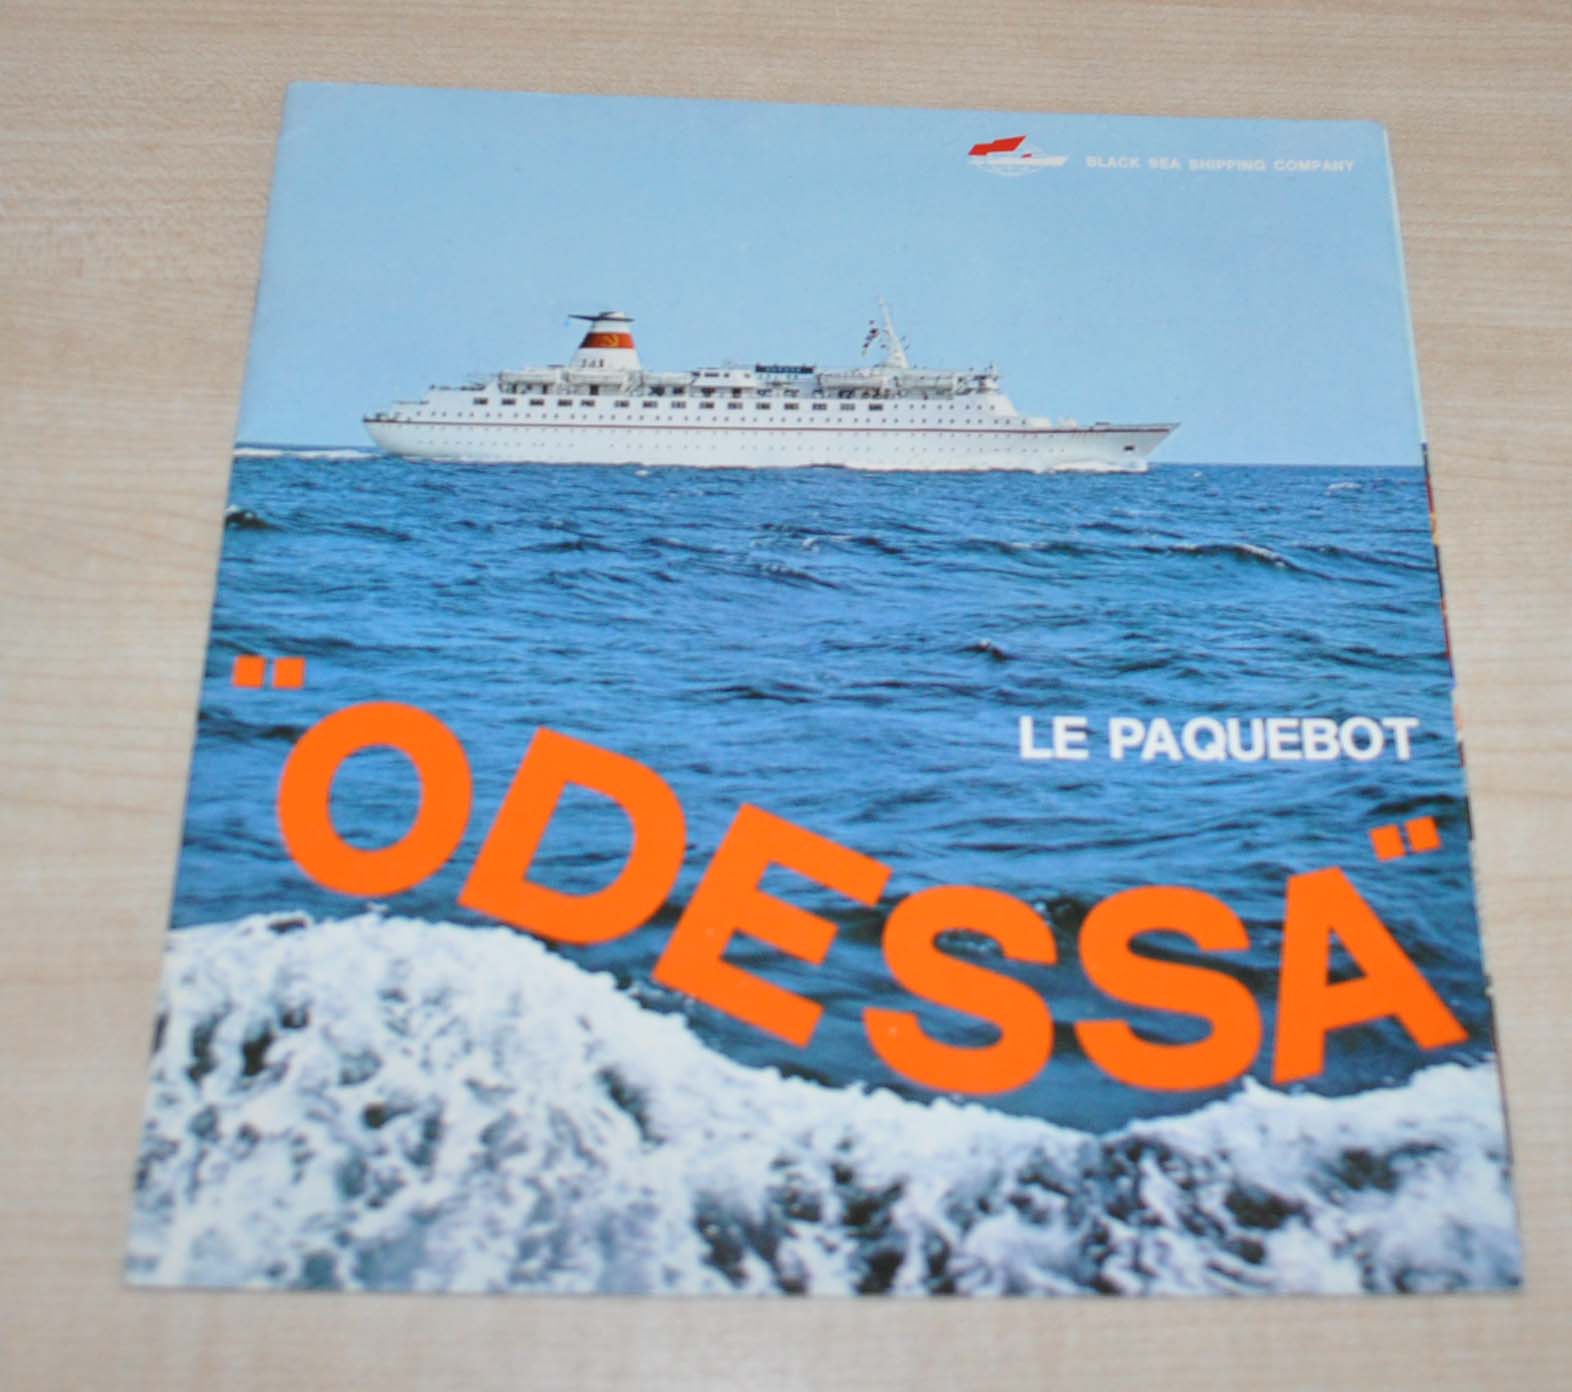 BLACK SEA SHIPPING COMPANY
LE PAQUEBOT
"ODESSA"